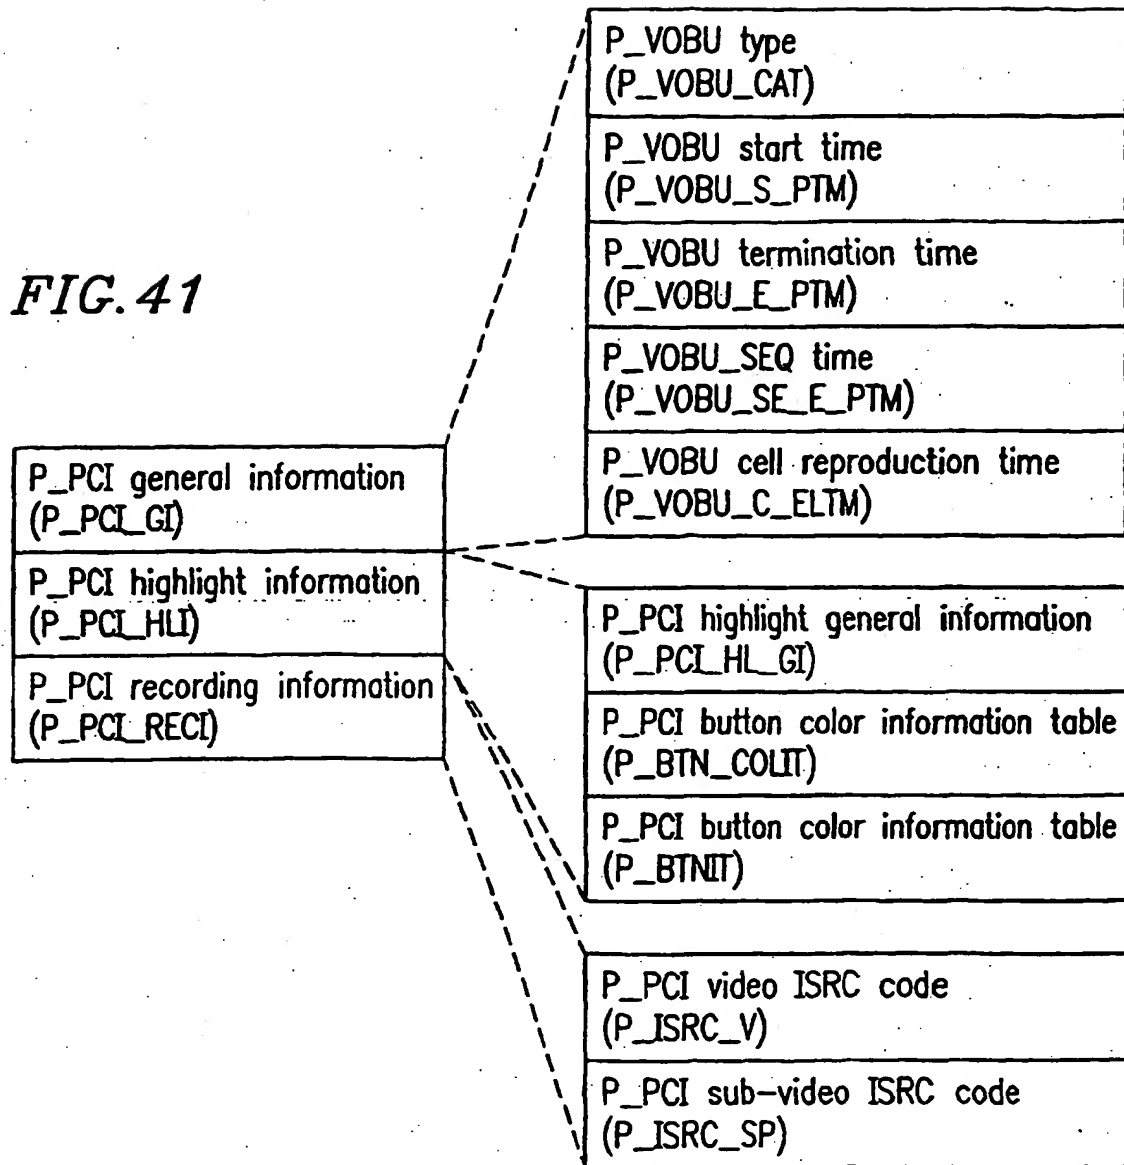 FIG. 41
P_PCI general information
(P_PCI_GI)
P_PCI highlight information
(P_PCI_HLI)
P_PCI recording information
(P_PCI_RECI)
P_VOBU type
(P_VOBU_CAT)
P_VOBU start time
(P_VOBU_S_PTM)
P_VOBU termination time
(P_VOBU_E_PTM)
P_VOBU_SEQ time
(P_VOBU_SE_E_PTM)
P_VOBU cell reproduction time
(P_VOBU_C_ELTM)
P_PCI highlight general information
(P_PCI_HL_GI)
P_PCI button color information table
(P_BTN_COLIT)
P_PCI button color information table
(P_BTNIT)
P_PCI video ISRC code
(P_ISRC_V)
P_PCI sub-video ISRC code
(P_ISRC_SP)